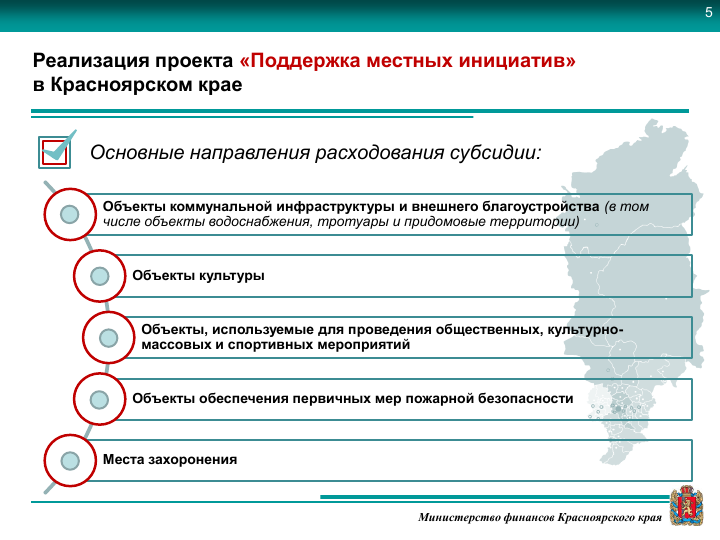 5
Реализация проекта «Поддержка местных инициатив»
в Красноярском крае
Основные направления расходования субсидии:
Объекты коммунальной инфраструктуры и внешнего благоустройства (в том
числе объекты водоснабжения, тротуары и придомовые территории)
Объекты культуры
Объекты, используемые для проведения общественных, культурно-
массовых и спортивных мероприятий
Объекты обеспечения первичных мер пожарной безопасности
Места захоронения
Министерство финансов Красноярского края